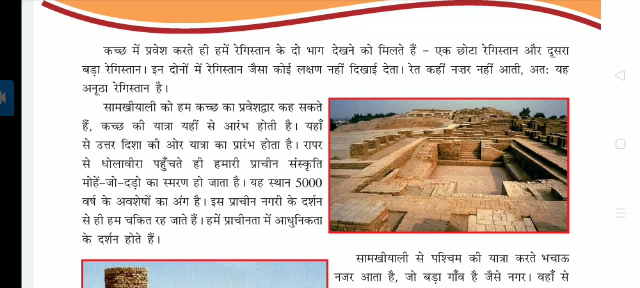 कच्छ में प्रवेश करते ही हमें रेगिस्तान के दो भाग देखने को मिलते हैं – एक छोटा रेगिस्तान और दूसरा
बड़ा रेगिस्तान। इन दोनों में रेगिस्तान जैसा कोई लक्षण नहीं दिखाई देता। रेत कहीं नज़र नहीं आती, अतः यह
अनूठा रेगिस्तान है।
सामखीयाली को हम कच्छ का प्रवेशद्वार कह सकते
हैं, कच्छ की यात्रा यहीं से आरंभ होती है। यहाँ
से उत्तर दिशा की ओर यात्रा का प्रारंभ होता है। रापर
से धोलावीरा पहुँचते ही हमारी प्राचीन संस्कृति
मोहें-जो-दड़ो का स्मरण हो जाता है। यह स्थान 5000
वर्ष के अवशेषों का अंग है। इस प्राचीन नगरी के दर्शन
से ही हम चकित रह जाते हैं। हमें प्राचीनता में आधुनिकता
के दर्शन होते हैं।
सामखीयाली से पश्चिम की यात्रा करते भचाऊ
नजर आता है, जो बड़ा गाँव है जैसे नगर। वहाँ से